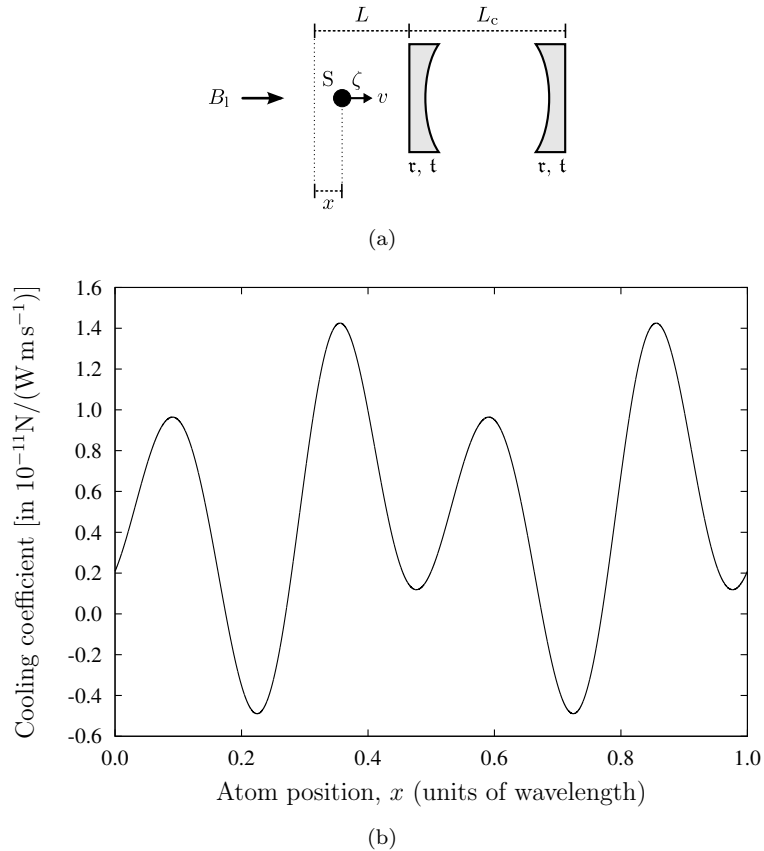 L L_c
S ζ
B_l v
𝔯, 𝔱 𝔯, 𝔱
x
(a)
Cooling coefficient [in 10⁻¹¹N/(W m s⁻¹)]
1.6
1.4
1.2
1.0
0.8
0.6
0.4
0.2
0.0
-0.2
-0.4
-0.6
0.0 0.2 0.4 0.6 0.8 1.0
Atom position, x (units of wavelength)
(b)